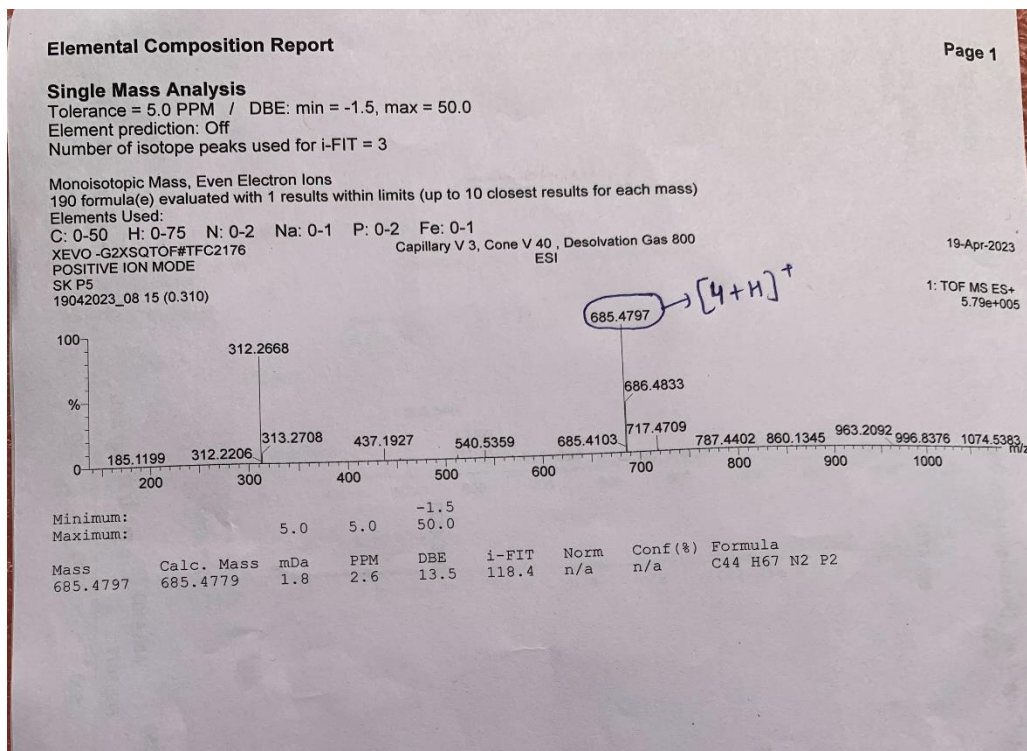 Elemental Composition Report
Page 1
Single Mass Analysis
Tolerance = 5.0 PPM / DBE: min = -1.5, max = 50.0
Element prediction: Off
Number of isotope peaks used for i-FIT = 3
Monoisotopic Mass, Even Electron Ions
190 formula(e) evaluated with 1 results within limits (up to 10 closest results for each mass)
Elements Used:
C: 0-50 H: 0-75 N: 0-2 Na: 0-1 P: 0-2 Fe: 0-1
XEVO -G2XSQTOF#TFC2176
Capillary V 3, Cone V 40 , Desolvation Gas 800
19-Apr-2023
POSITIVE ION MODE
ESI
SK P5
19042023_08 15 (0.310)
1: TOF MS ES+
5.79e+005
685.4797 → [4+H]+
100
312.2668
686.4833
%
313.2708
717.4709
185.1199 312.2206 437.1927 540.5359 685.4103 787.4402 860.1345 963.2092 996.8376 1074.5383
0
m/z
200 300 400 500 600 700 800 900 1000
Minimum: -1.5
Maximum: 5.0 5.0 50.0
Mass Calc. Mass mDa PPM DBE i-FIT Norm Conf(%) Formula
685.4797 685.4779 1.8 2.6 13.5 118.4 n/a n/a C44 H67 N2 P2